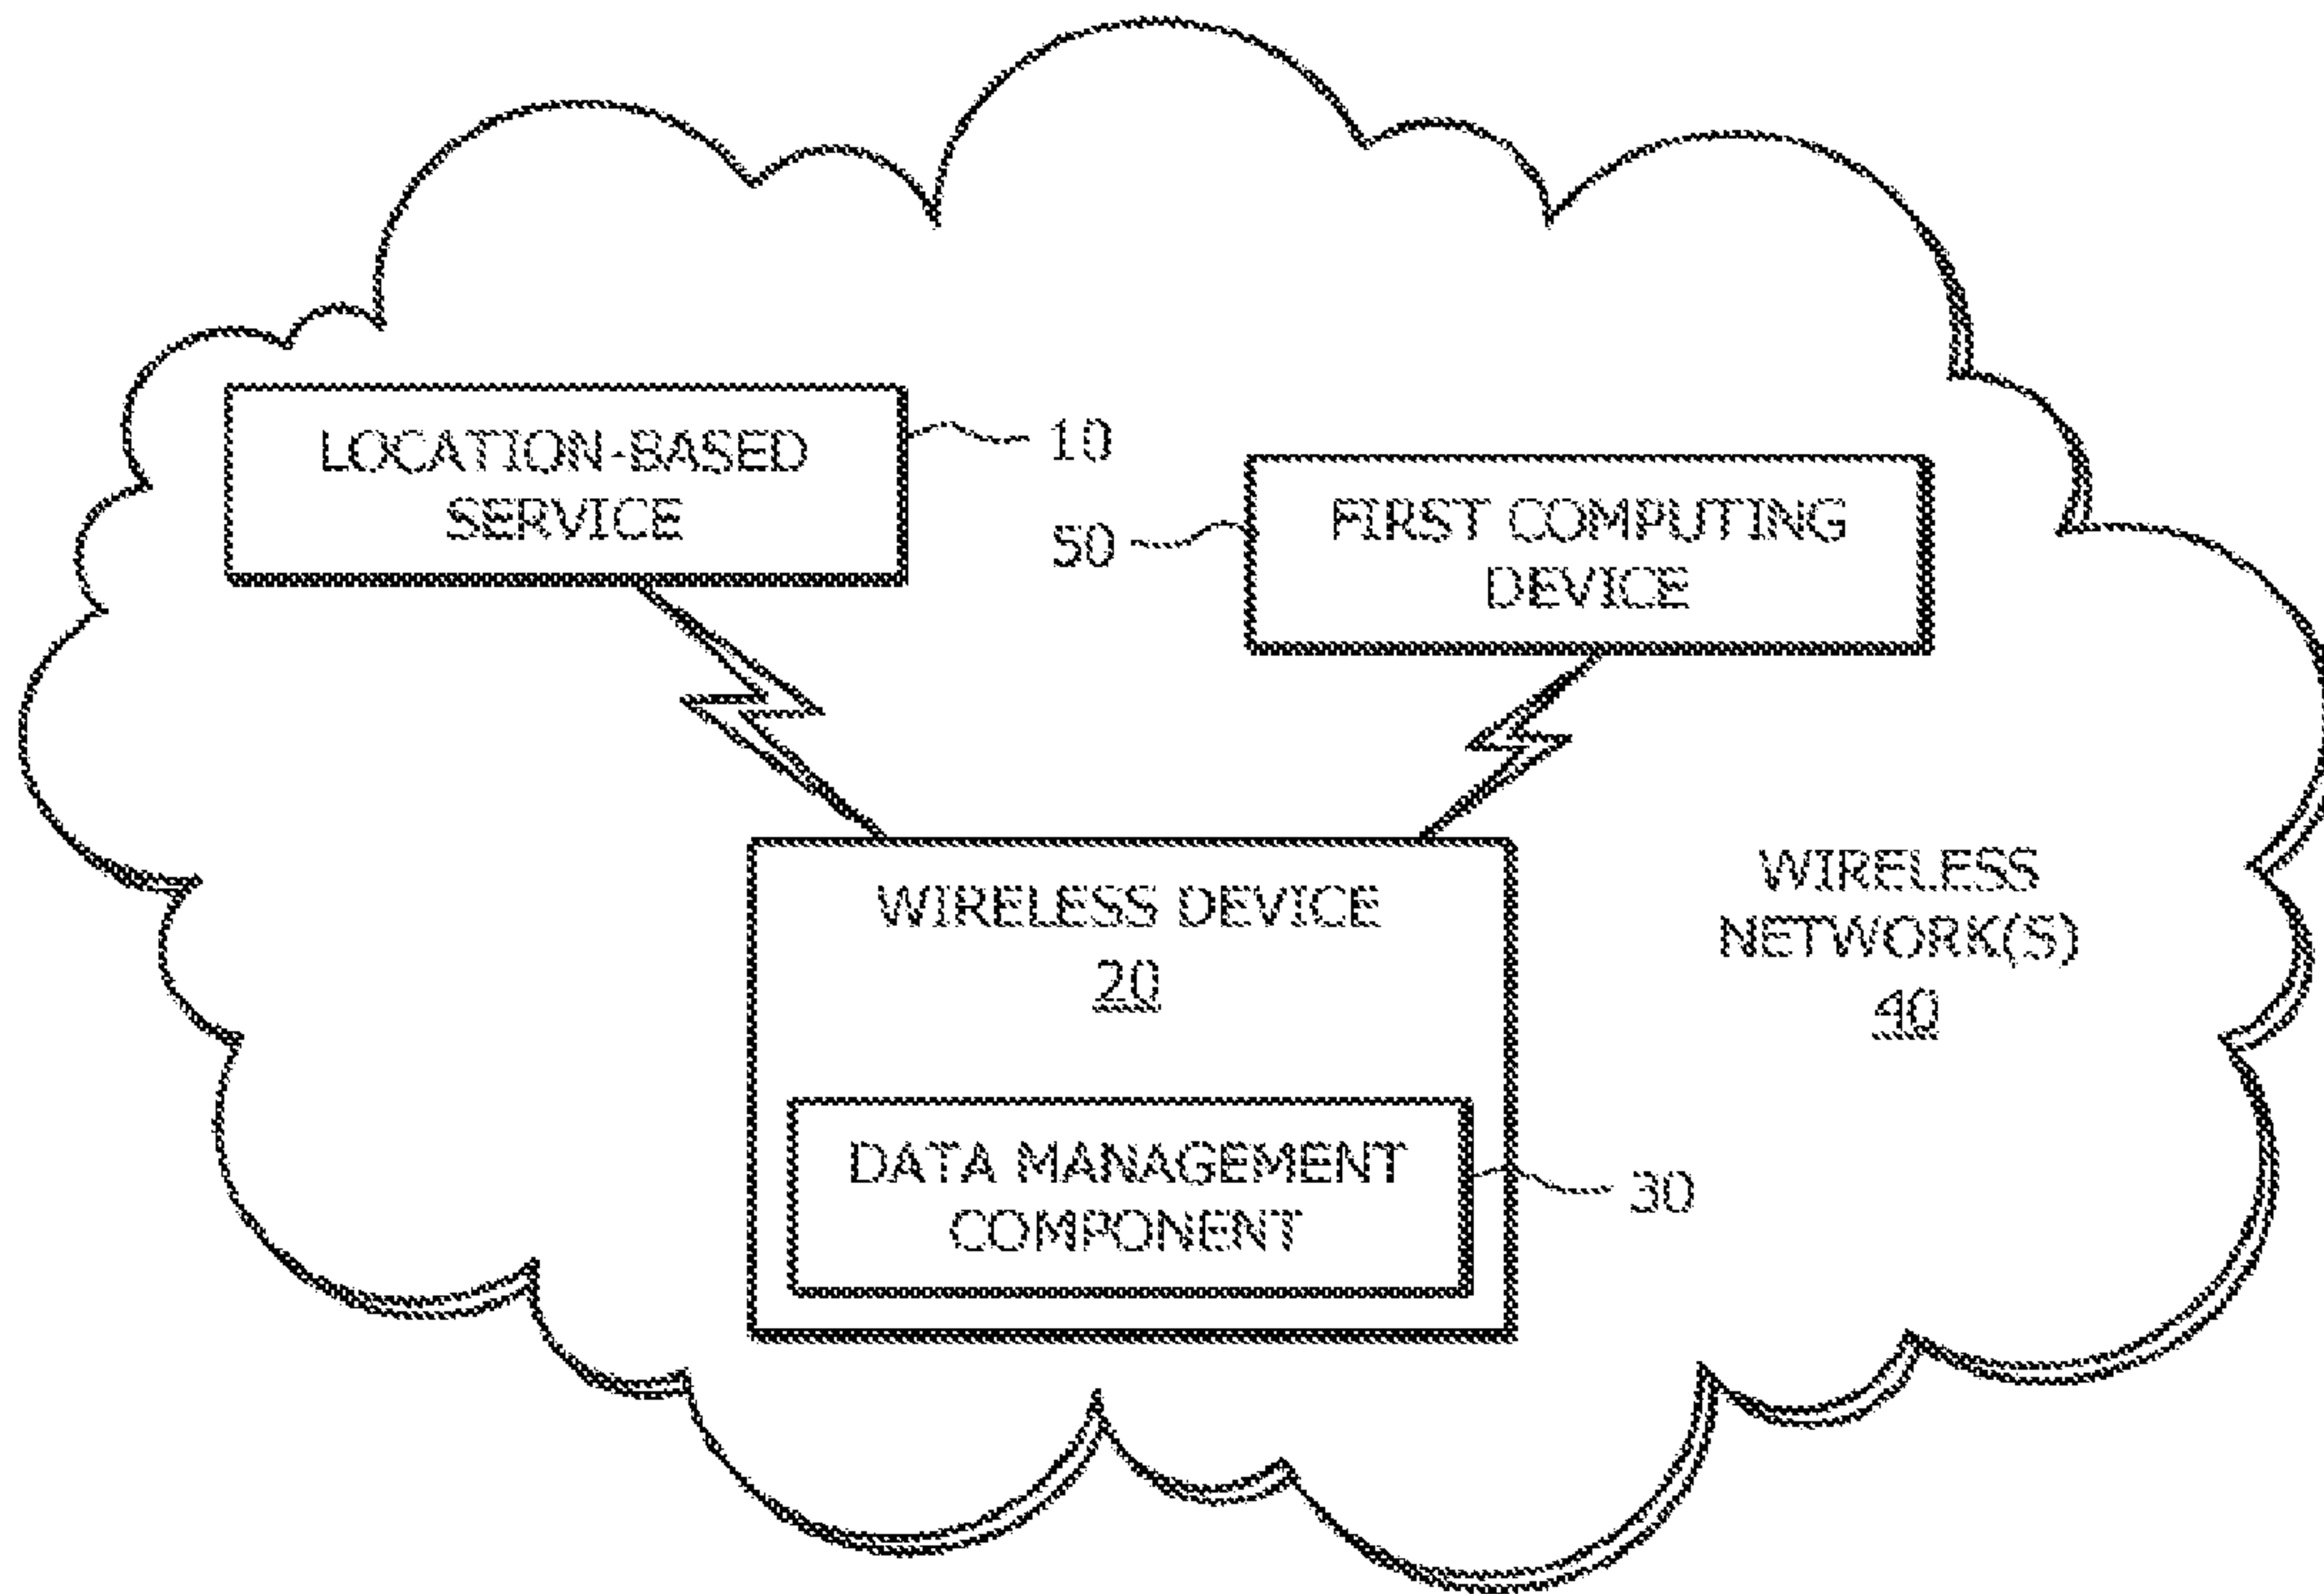 LOCATION-BASED
SERVICE
10
50
FIRST COMPUTING
DEVICE
WIRELESS DEVICE
20
WIRELESS
NETWORK(S)
40
DATA MANAGEMENT
COMPONENT
30